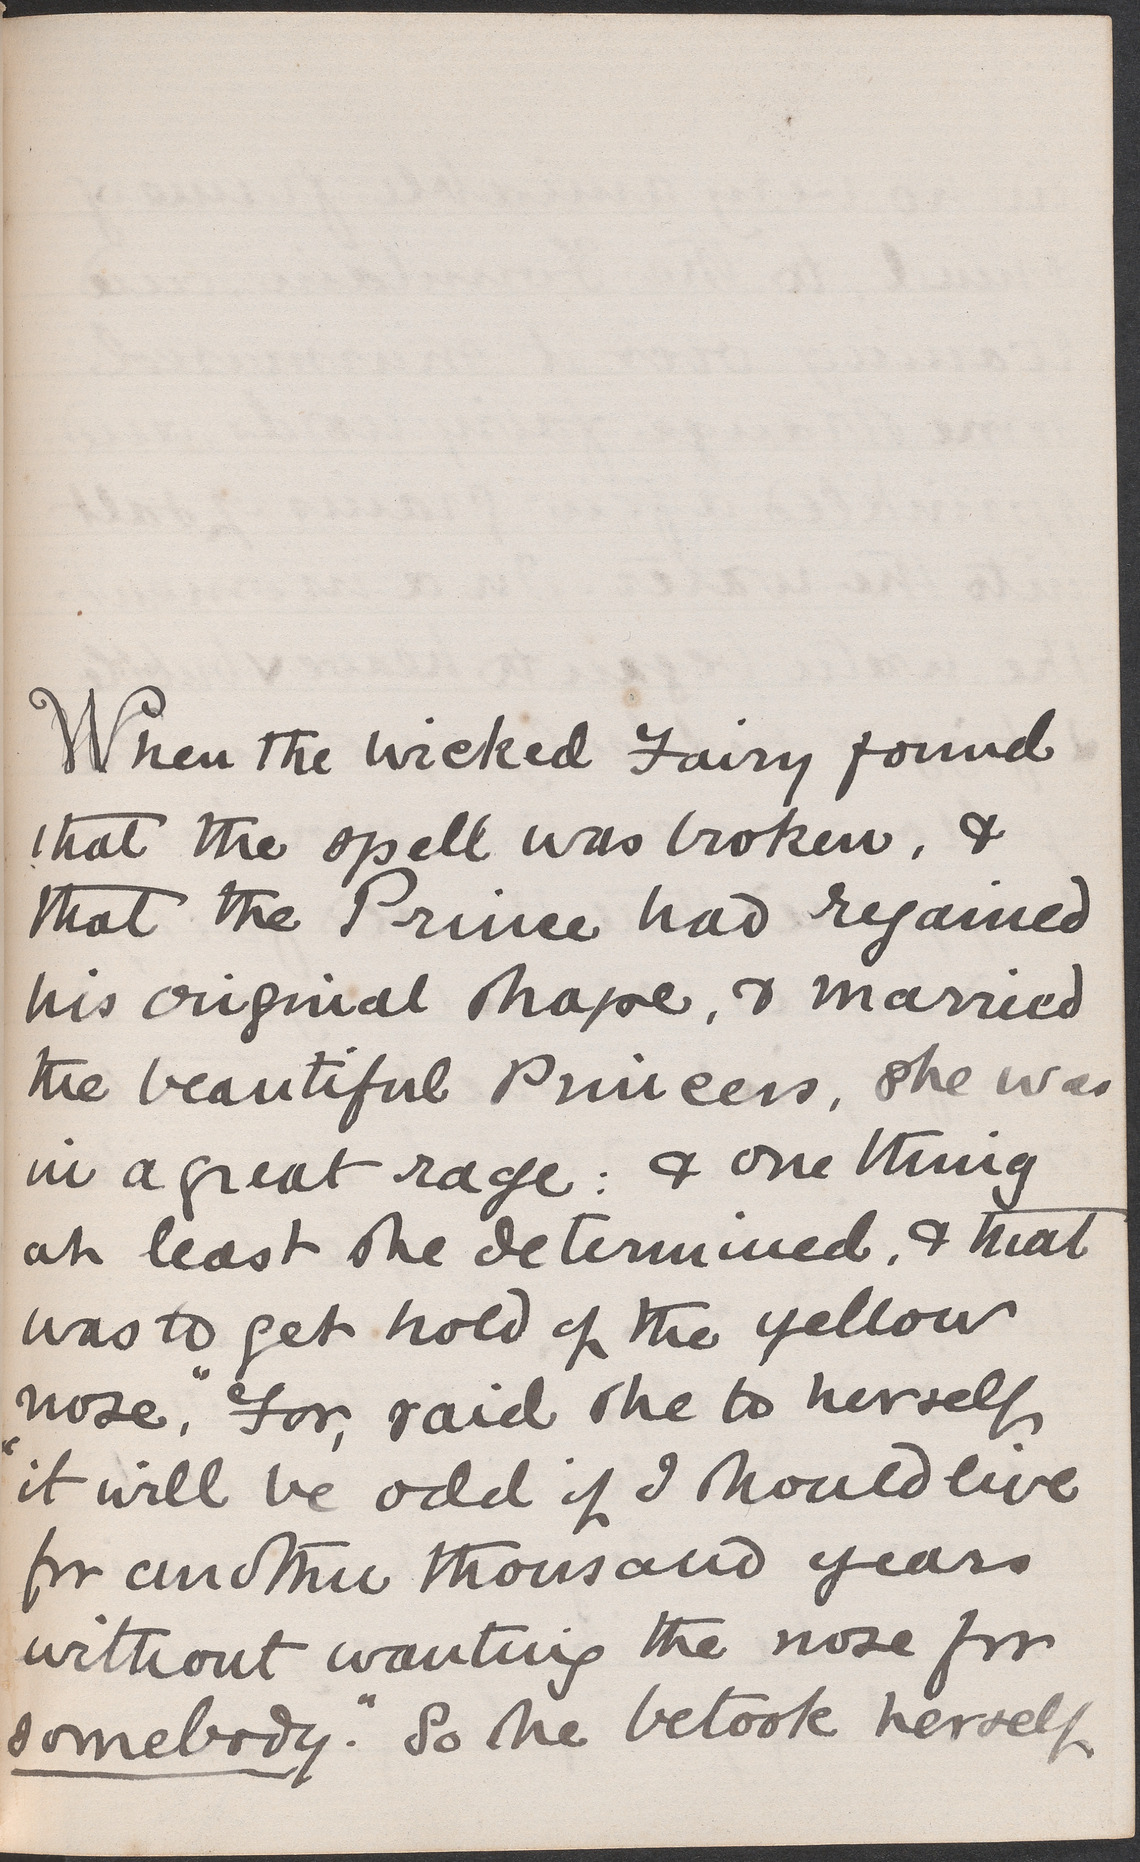 When the wicked Fairy found
that the spell was broken, &
that the Prince had regained
his original shape, & married
the beautiful Princess, she was
in a great rage: & one thing
at least she determined, & that
was to get hold of the yellow
nose, "For, said she to herself
"it will be odd if I should live
for another thousand years
without wanting the nose for
somebody." So she betook herself